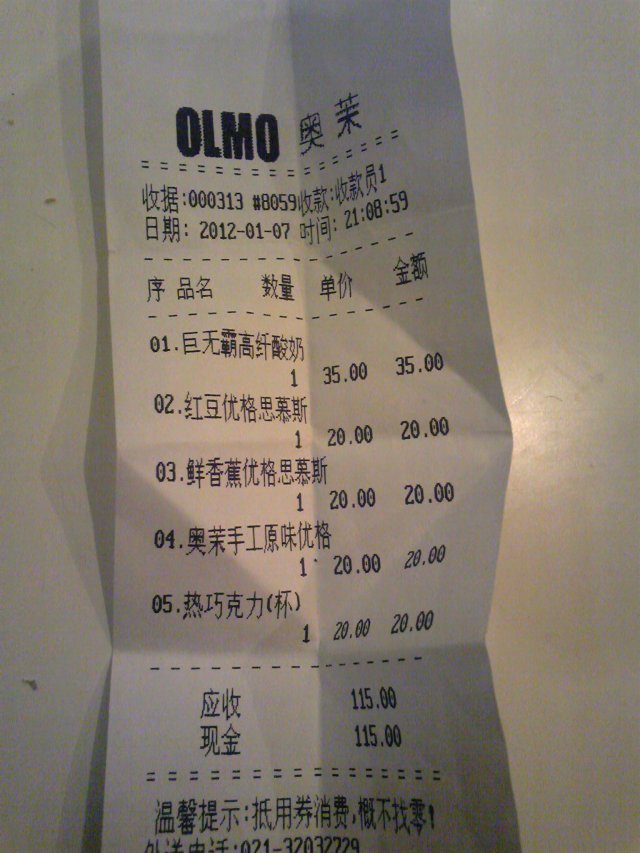 OLMO 奥茉
================
收据:000313 #8059收款:收款员1
日期: 2012-01-07 时间: 21:08:59
----------------
序 品名 数量 单价 金额
----------------
01.巨无霸高纤酸奶
1 35.00 35.00
02.红豆优格思慕斯
1 20.00 20.00
03.鲜香蕉优格思慕斯
1 20.00 20.00
04.奥茉手工原味优格
1 20.00 20.00
05.热巧克力(杯)
1 20.00 20.00
----------------
应收 115.00
现金 115.00
================
温馨提示:抵用券消费,概不找零!
外送电话:021-32032729